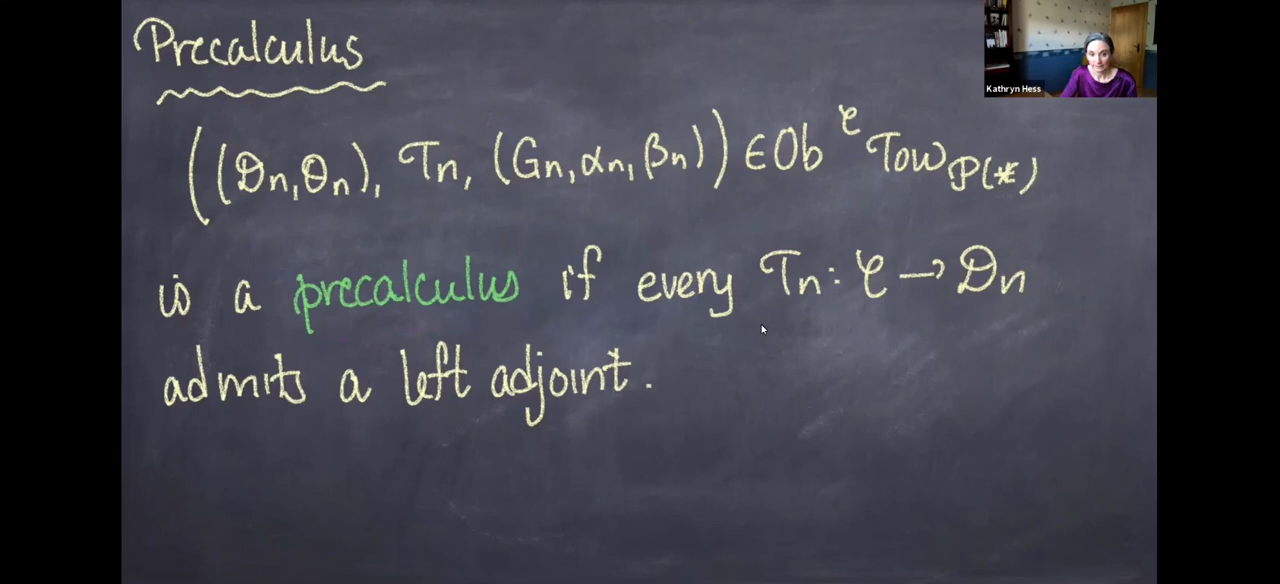 Precalculus
Kathryn Hess
((𝒟n, Θn), 𝒯n, (Gn, αn, βn)) ∈ Ob ^𝒞 Tow_𝒫(*)
is a precalculus if every 𝒯n : 𝒞 → 𝒟n
admits a left adjoint.